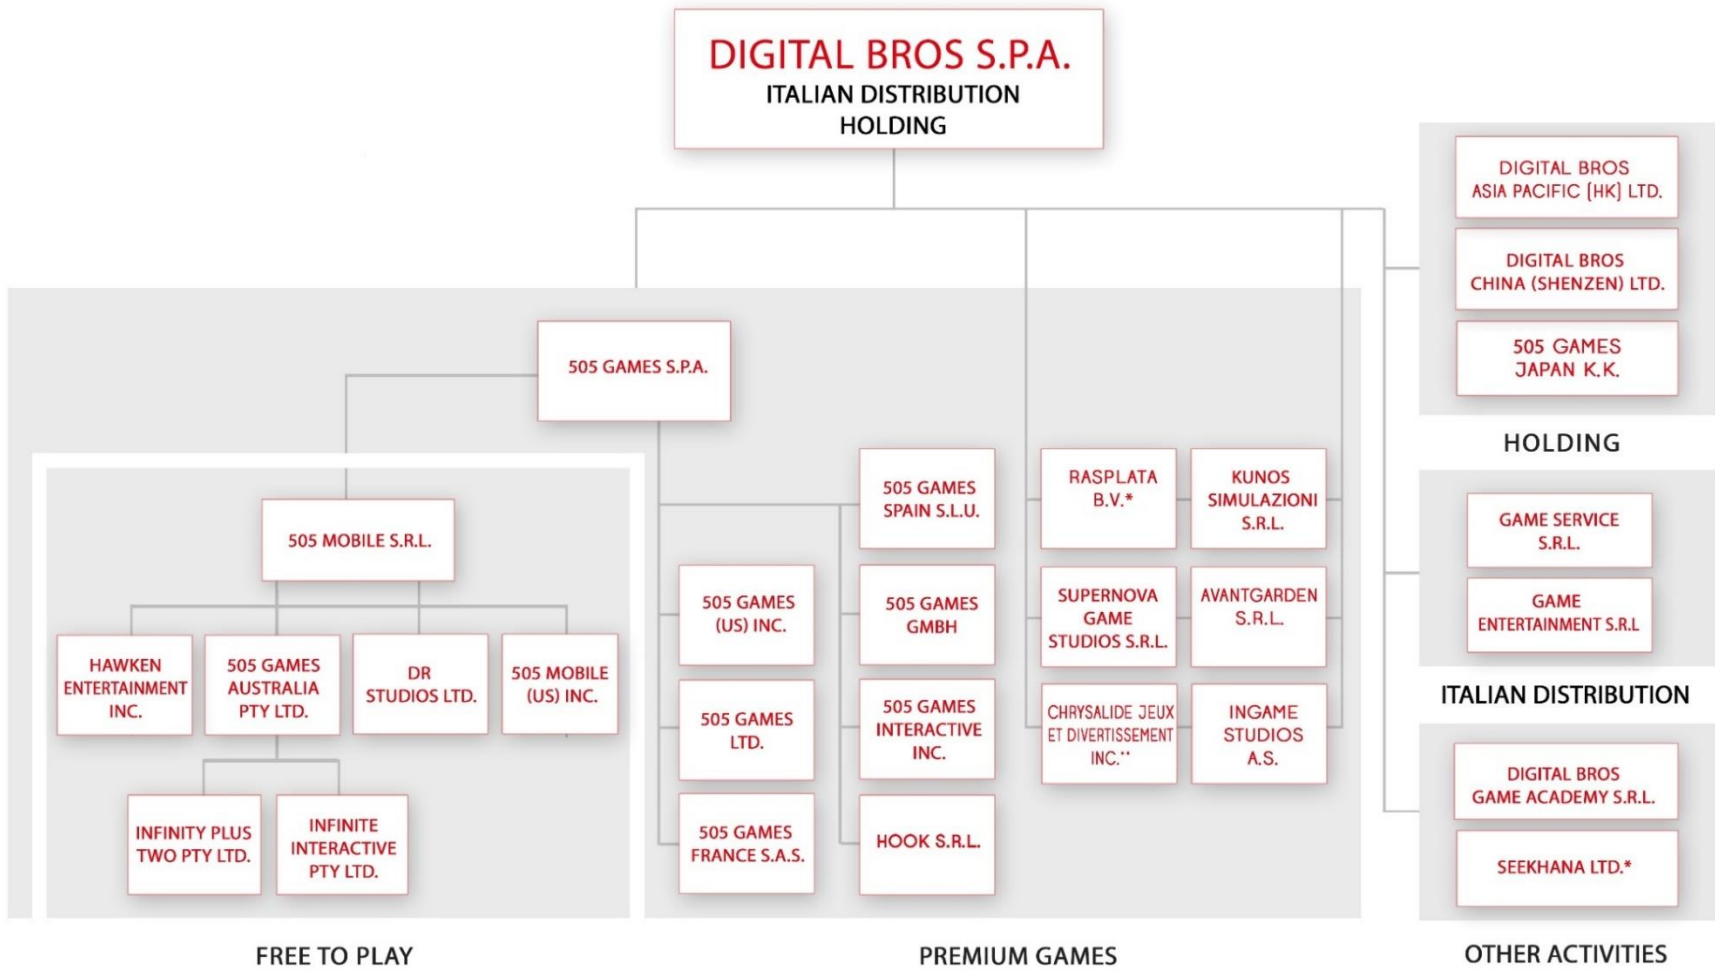 DIGITAL BROS S.P.A.
ITALIAN DISTRIBUTION
HOLDING
DIGITAL BROS
ASIA PACIFIC (HK) LTD.
DIGITAL BROS
CHINA (SHENZEN) LTD.
505 GAMES
JAPAN K.K.
HOLDING
505 GAMES S.P.A.
505 MOBILE S.R.L.
HAWKEN
ENTERTAINMENT
INC.
505 GAMES
AUSTRALIA
PTY LTD.
DR
STUDIOS LTD.
505 MOBILE
(US) INC.
INFINITY PLUS
TWO PTY LTD.
INFINITE
INTERACTIVE
PTY LTD.
FREE TO PLAY
505 GAMES
(US) INC.
505 GAMES
LTD.
505 GAMES
FRANCE S.A.S.
505 GAMES
SPAIN S.L.U.
505 GAMES
GMBH
505 GAMES
INTERACTIVE
INC.
HOOK S.R.L.
RASPLATA
B.V.*
KUNOS
SIMULAZIONI
S.R.L.
SUPERNOVA
GAME
STUDIOS S.R.L.
AVANTGARDEN
S.R.L.
CHRYSALIDE JEUX
ET DIVERTISSEMENT
INC.**
INGAME
STUDIOS
A.S.
PREMIUM GAMES
GAME SERVICE
S.R.L.
GAME
ENTERTAINMENT S.R.L
ITALIAN DISTRIBUTION
DIGITAL BROS
GAME ACADEMY S.R.L.
SEEKHANA LTD.*
OTHER ACTIVITIES